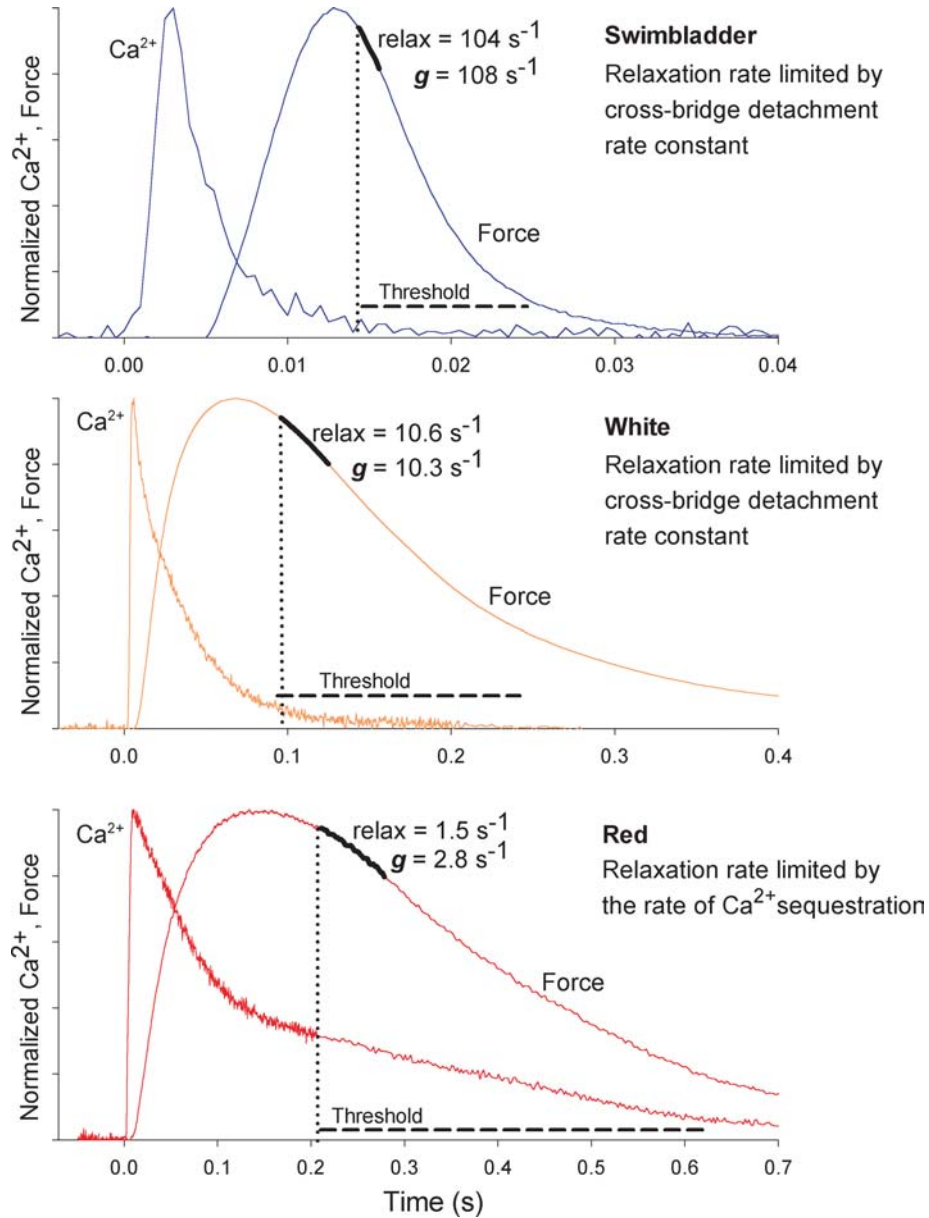 Normalized Ca²⁺, Force
Ca²⁺
relax = 104 s⁻¹
g = 108 s⁻¹
Swimbladder
Relaxation rate limited by
cross-bridge detachment
rate constant
Force
Threshold
0.00 0.01 0.02 0.03 0.04
Normalized Ca²⁺, Force
Ca²⁺
relax = 10.6 s⁻¹
g = 10.3 s⁻¹
White
Relaxation rate limited by
cross-bridge detachment
rate constant
Force
Threshold
0.0 0.1 0.2 0.3 0.4
Normalized Ca²⁺, Force
Ca²⁺
relax = 1.5 s⁻¹
g = 2.8 s⁻¹
Red
Relaxation rate limited by
the rate of Ca²⁺ sequestration
Force
Threshold
0.0 0.1 0.2 0.3 0.4 0.5 0.6 0.7
Time (s)